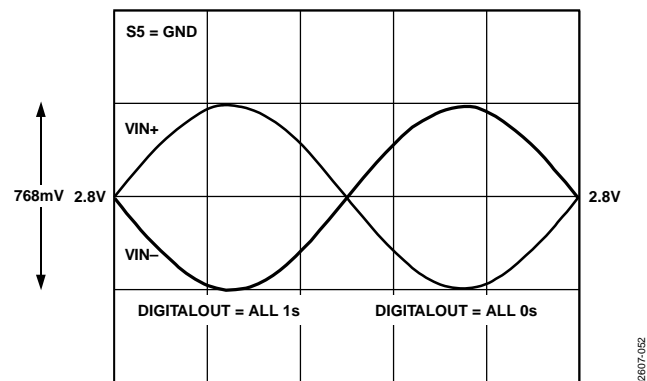 S5 = GND
VIN+
768mV 2.8V 2.8V
VIN–
DIGITALOUT = ALL 1s DIGITALOUT = ALL 0s
2607-052